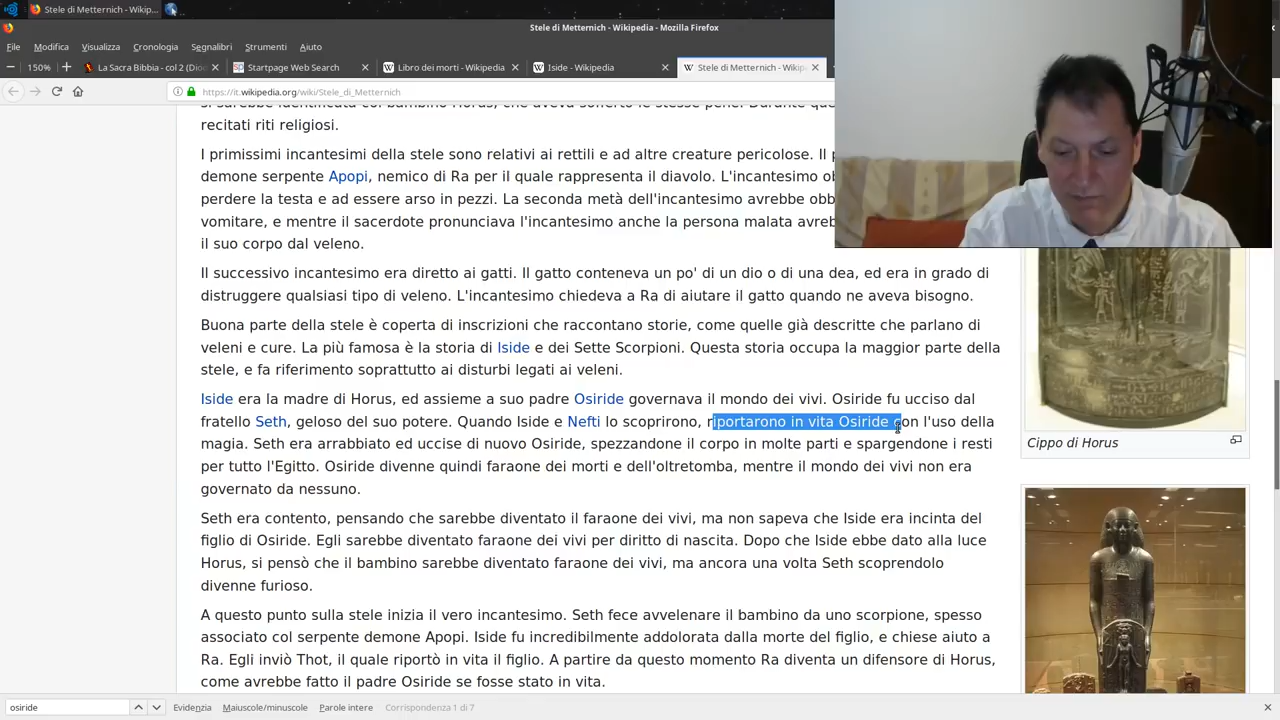 Stele di Metternich - Wikip...
Stele di Metternich - Wikipedia - Mozilla Firefox
File Modifica Visualizza Cronologia Segnalibri Strumenti Aiuto
150% La Sacra Bibbia - col 2 (Dio Startpage Web Search Libro dei morti - Wikipedia Iside - Wikipedia Stele di Metternich - Wikip
https://it.wikipedia.org/wiki/Stele_di_Metternich
recitati riti religiosi.
I primissimi incantesimi della stele sono relativi ai rettili e ad altre creature pericolose. Il
demone serpente Apopi, nemico di Ra per il quale rappresenta il diavolo. L'incantesimo
perdere la testa e ad essere arso in pezzi. La seconda metà dell'incantesimo avrebbe
vomitare, e mentre il sacerdote pronunciava l'incantesimo anche la persona malata
il suo corpo dal veleno.
Il successivo incantesimo era diretto ai gatti. Il gatto conteneva un po' di un dio o di una dea, ed era in grado di
distruggere qualsiasi tipo di veleno. L'incantesimo chiedeva a Ra di aiutare il gatto quando ne aveva bisogno.
Buona parte della stele è coperta di inscrizioni che raccontano storie, come quelle già descritte che parlano di
veleni e cure. La più famosa è la storia di Iside e dei Sette Scorpioni. Questa storia occupa la maggior parte della
stele, e fa riferimento soprattutto ai disturbi legati ai veleni.
Iside era la madre di Horus, ed assieme a suo padre Osiride governava il mondo dei vivi. Osiride fu ucciso dal
fratello Seth, geloso del suo potere. Quando Iside e Nefti lo scoprirono, riportarono in vita Osiride con l'uso della
magia. Seth era arrabbiato ed uccise di nuovo Osiride, spezzandone il corpo in molte parti e spargendone i resti
per tutto l'Egitto. Osiride divenne quindi faraone dei morti e dell'oltretomba, mentre il mondo dei vivi non era
governato da nessuno.
Seth era contento, pensando che sarebbe diventato il faraone dei vivi, ma non sapeva che Iside era incinta del
figlio di Osiride. Egli sarebbe diventato faraone dei vivi per diritto di nascita. Dopo che Iside ebbe dato alla luce
Horus, si pensò che il bambino sarebbe diventato faraone dei vivi, ma ancora una volta Seth scoprendolo
divenne furioso.
A questo punto sulla stele inizia il vero incantesimo. Seth fece avvelenare il bambino da uno scorpione, spesso
associato col serpente demone Apopi. Iside fu incredibilmente addolorata dalla morte del figlio, e chiese aiuto a
Ra. Egli inviò Thot, il quale riportò in vita il figlio. A partire da questo momento Ra diventa un difensore di Horus,
come avrebbe fatto il padre Osiride se fosse stato in vita.
Cippo di Horus
osiride Evidenzia Maiuscole/minuscole Parole intere Corrispondenza 1 di 7